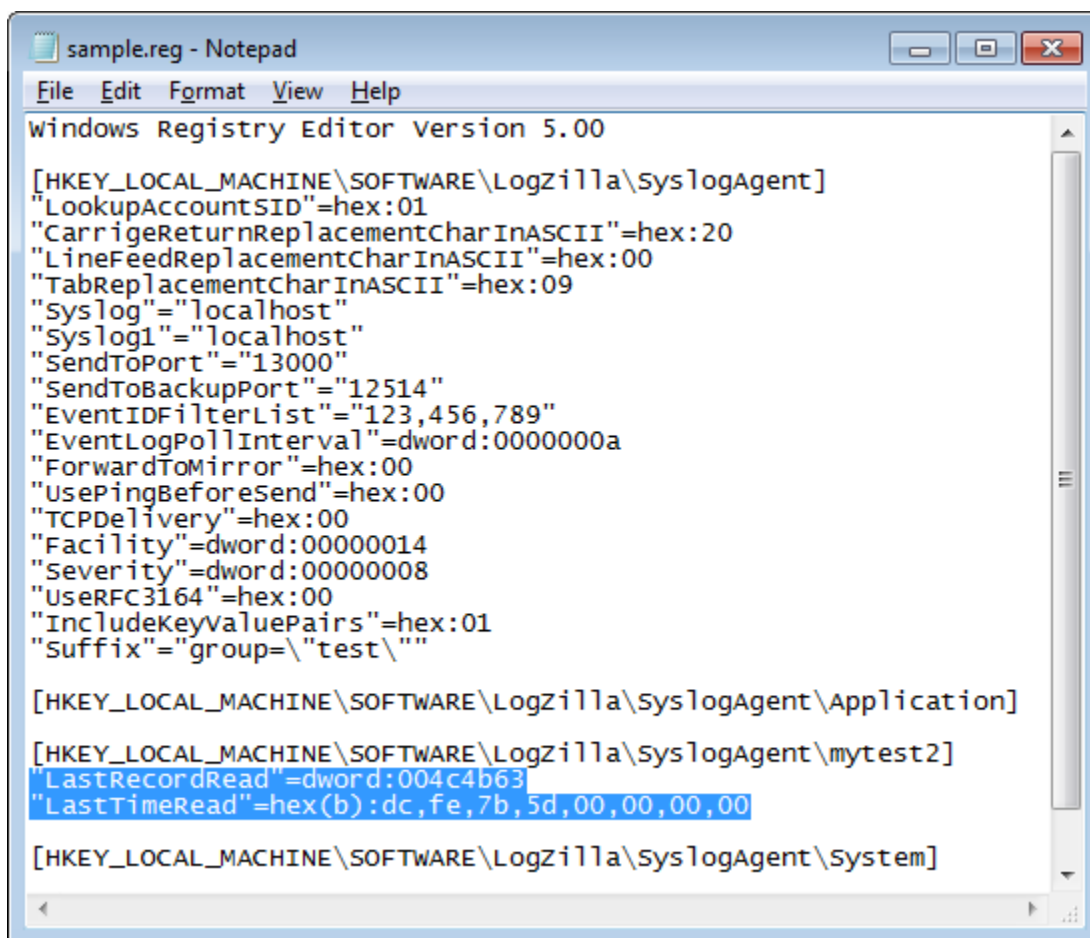 sample.reg - Notepad
File Edit Format View Help
Windows Registry Editor Version 5.00
[HKEY_LOCAL_MACHINE\SOFTWARE\LogZilla\SyslogAgent]
"LookupAccountSID"=hex:01
"CarrigeReturnReplacementCharInASCII"=hex:20
"LineFeedReplacementCharInASCII"=hex:00
"TabReplacementCharInASCII"=hex:09
"Syslog"="localhost"
"Syslog1"="localhost"
"SendToPort"="13000"
"SendToBackupPort"="12514"
"EventIDFilterList"="123,456,789"
"EventLogPollInterval"=dword:0000000a
"ForwardToMirror"=hex:00
"UsePingBeforeSend"=hex:00
"TCPDelivery"=hex:00
"Facility"=dword:00000014
"Severity"=dword:00000008
"UseRFC3164"=hex:00
"IncludeKeyValuePairs"=hex:01
"Suffix"="group=\"test\""
[HKEY_LOCAL_MACHINE\SOFTWARE\LogZilla\SyslogAgent\Application]
[HKEY_LOCAL_MACHINE\SOFTWARE\LogZilla\SyslogAgent\mytest2]
"LastRecordRead"=dword:004c4b63
"LastTimeRead"=hex(b):dc,fe,7b,5d,00,00,00,00
[HKEY_LOCAL_MACHINE\SOFTWARE\LogZilla\SyslogAgent\System]